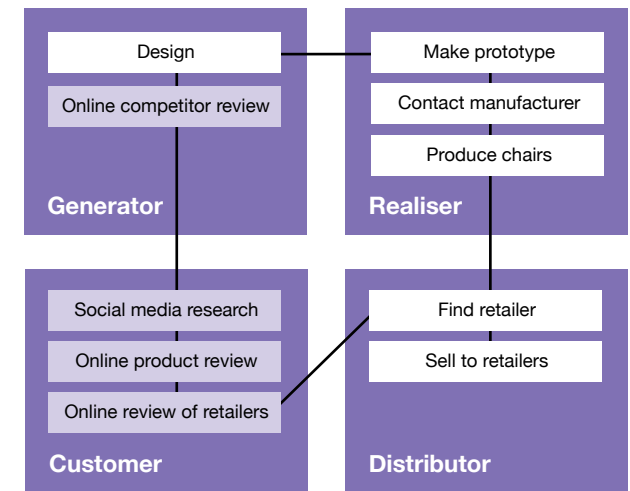 Design
Online competitor review
Generator
Make prototype
Contact manufacturer
Produce chairs
Realiser
Social media research
Online product review
Online review of retailers
Customer
Find retailer
Sell to retailers
Distributor